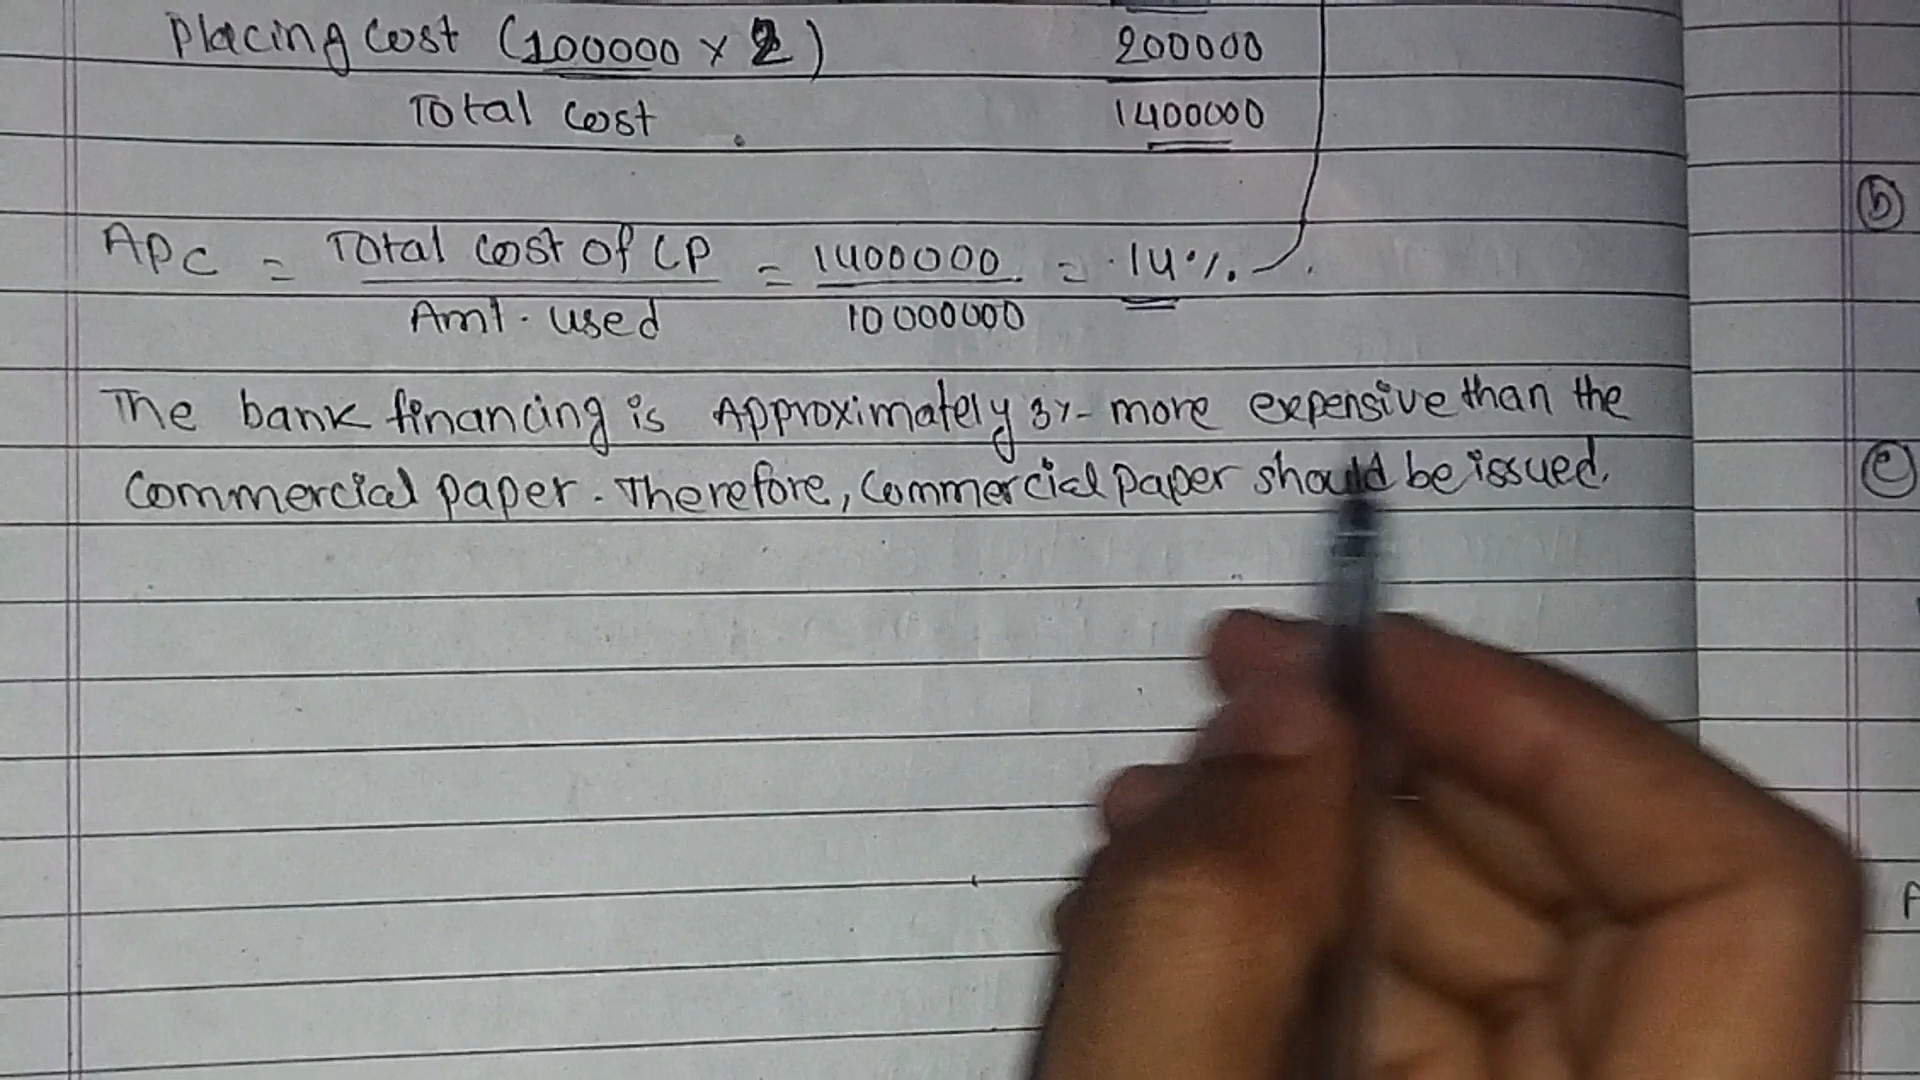 Placing Cost (100000 x 2) 200000
Total Cost 1400000
APC = Total Cost of CP / Amt. used = 1400000 / 10000000 = .14%.
The bank financing is Approximately 3% more expensive than the
Commercial paper. Therefore, Commercial paper should be issued.
(b)
(c)